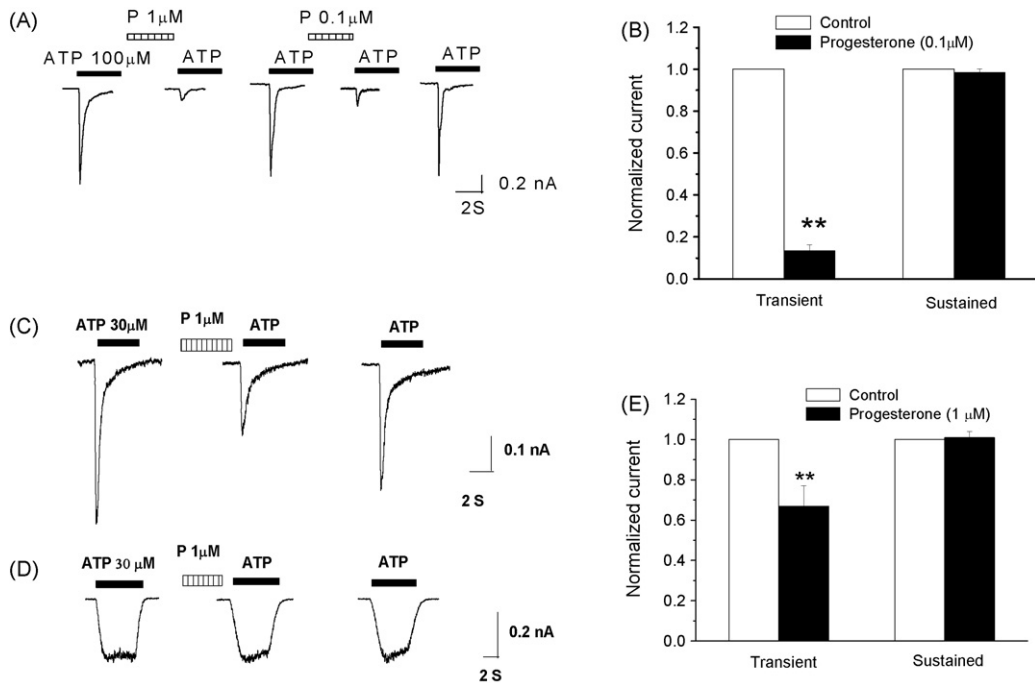 (A)
P 1μM
P 0.1μM
ATP 100μM
ATP
ATP
ATP
ATP
0.2 nA
2S
(B)
Control
Progesterone (0.1μM)
Normalized current
1.2
1.0
0.8
0.6
0.4
0.2
0.0
**
Transient
Sustained
(C)
ATP 30μM
P 1μM
ATP
ATP
0.1 nA
2 S
(D)
ATP 30 μM
P 1μM
ATP
ATP
0.2 nA
2 S
(E)
Control
Progesterone (1 μM)
Normalized current
1.2
1.0
0.8
0.6
0.4
0.2
0.0
**
Transient
Sustained